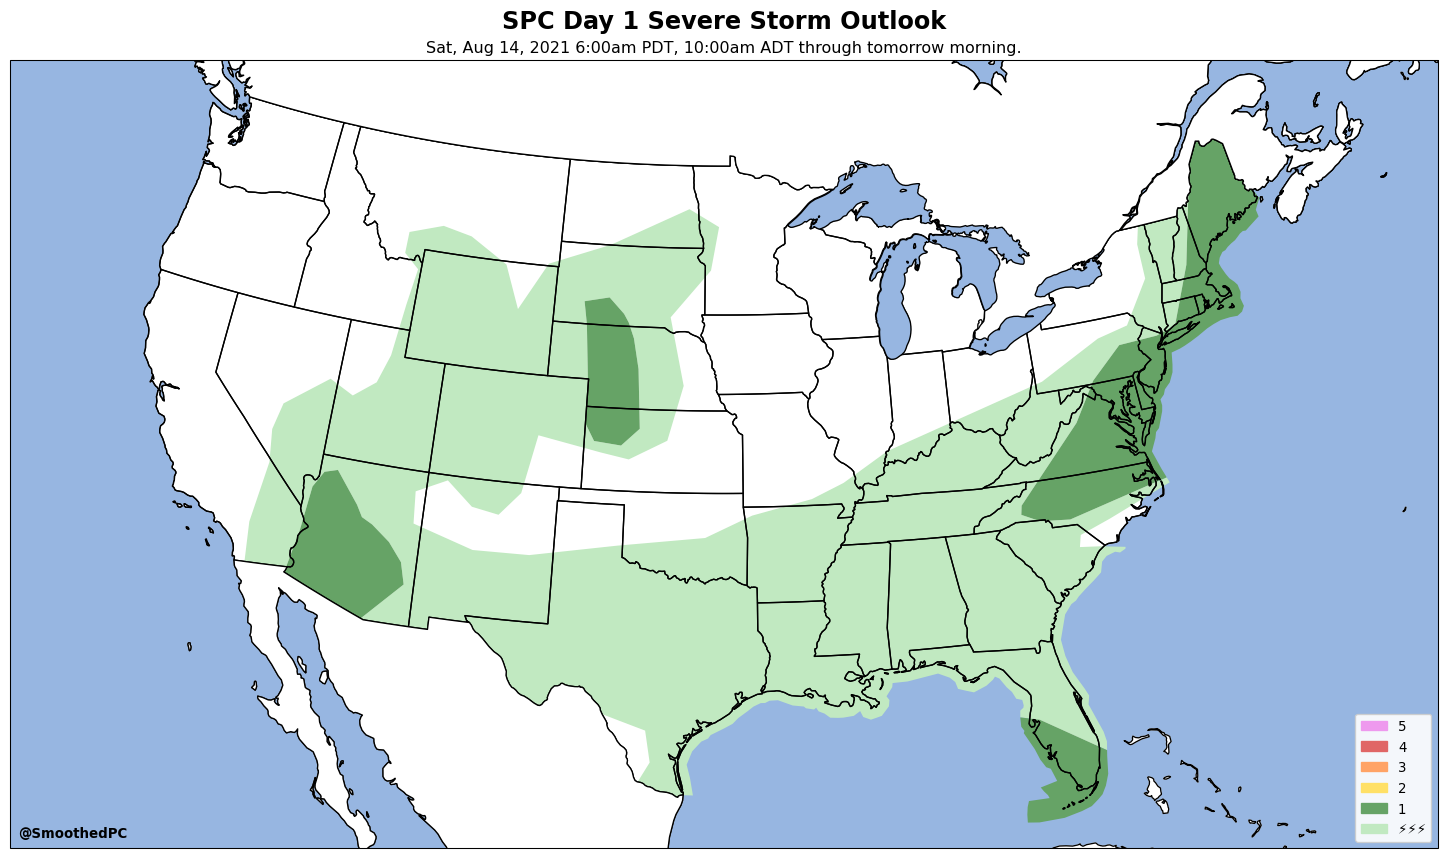 SPC Day 1 Severe Storm Outlook
Sat, Aug 14, 2021 6:00am PDT, 10:00am ADT through tomorrow morning.
5
4
3
2
1
⚡⚡⚡
@SmoothedPC